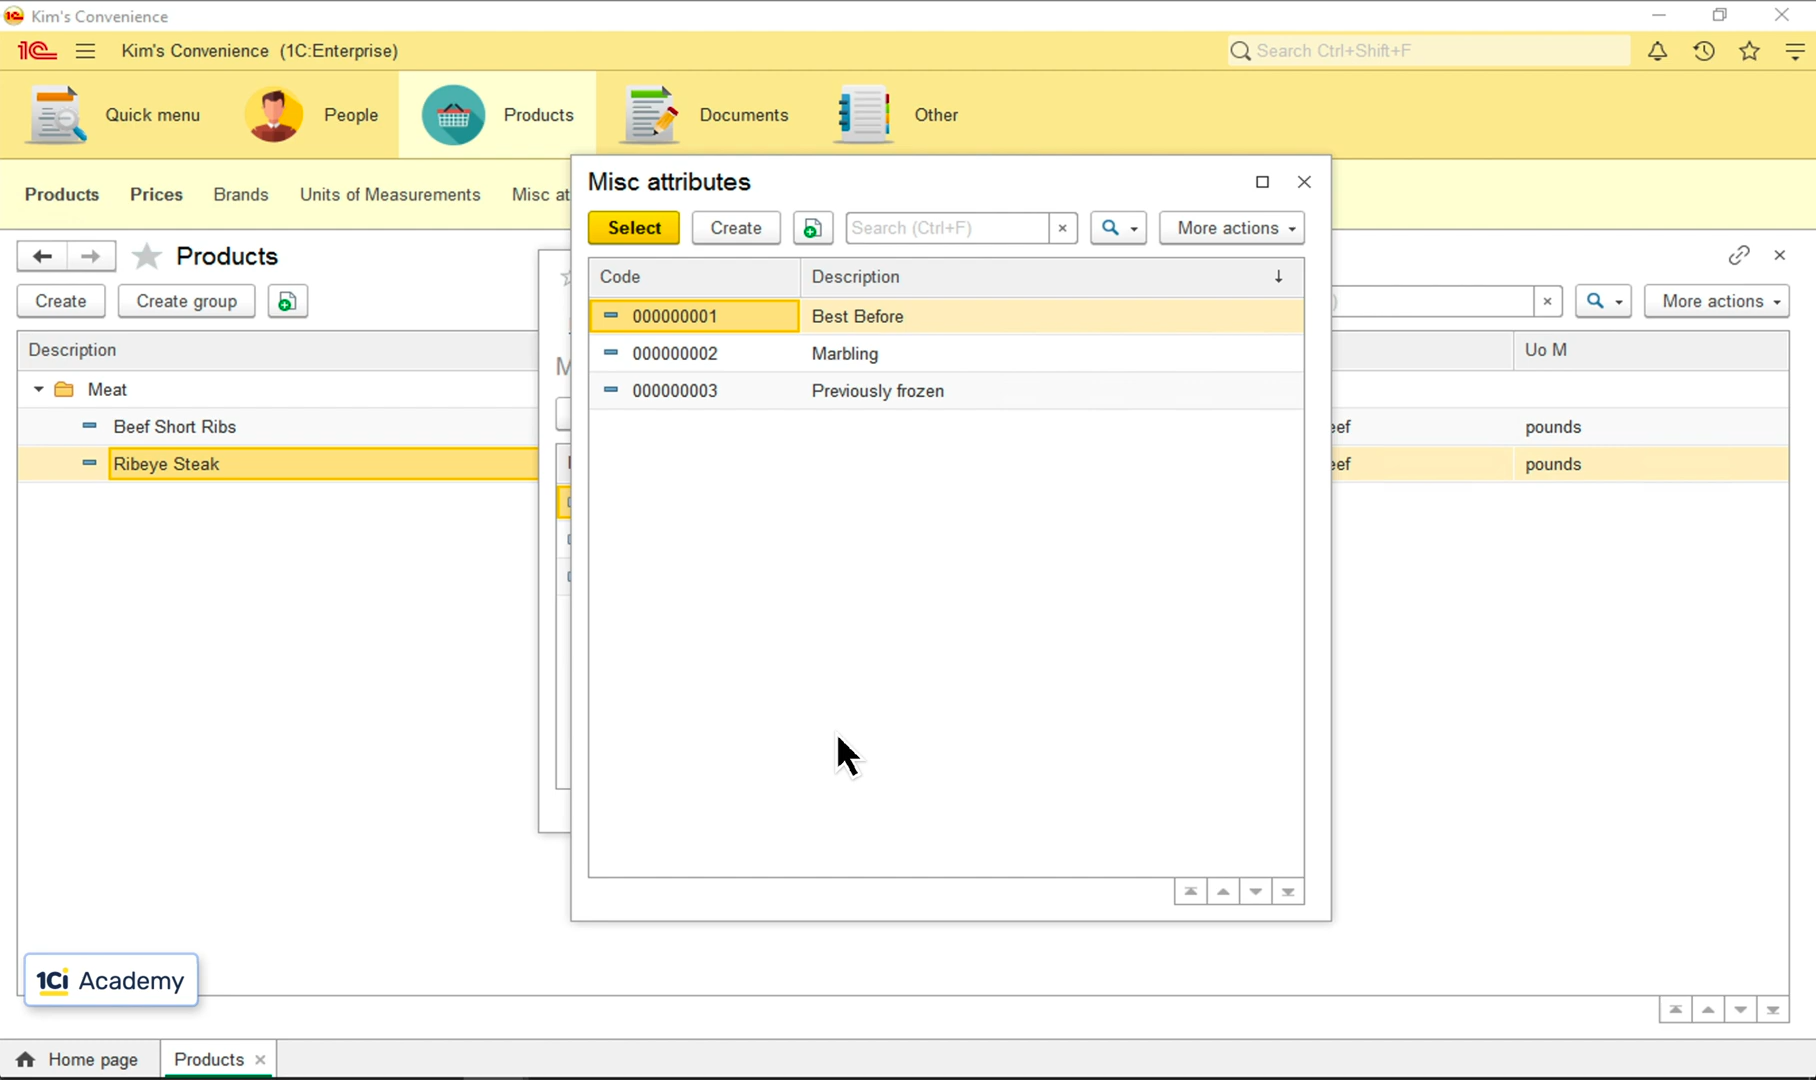 Kim's Convenience
Kim's Convenience (1C:Enterprise)
Search Ctrl+Shift+F
Quick menu
People
Products
Documents
Other
Products
Prices
Brands
Units of Measurements
Misc at
Misc attributes
Select
Create
Search (Ctrl+F)
More actions
Code
Description
000000001 Best Before
000000002 Marbling
000000003 Previously frozen
Products
Create
Create group
More actions
Description
Uo M
Meat
Beef Short Ribs
eef
pounds
Ribeye Steak
eef
pounds
1Ci Academy
Home page
Products